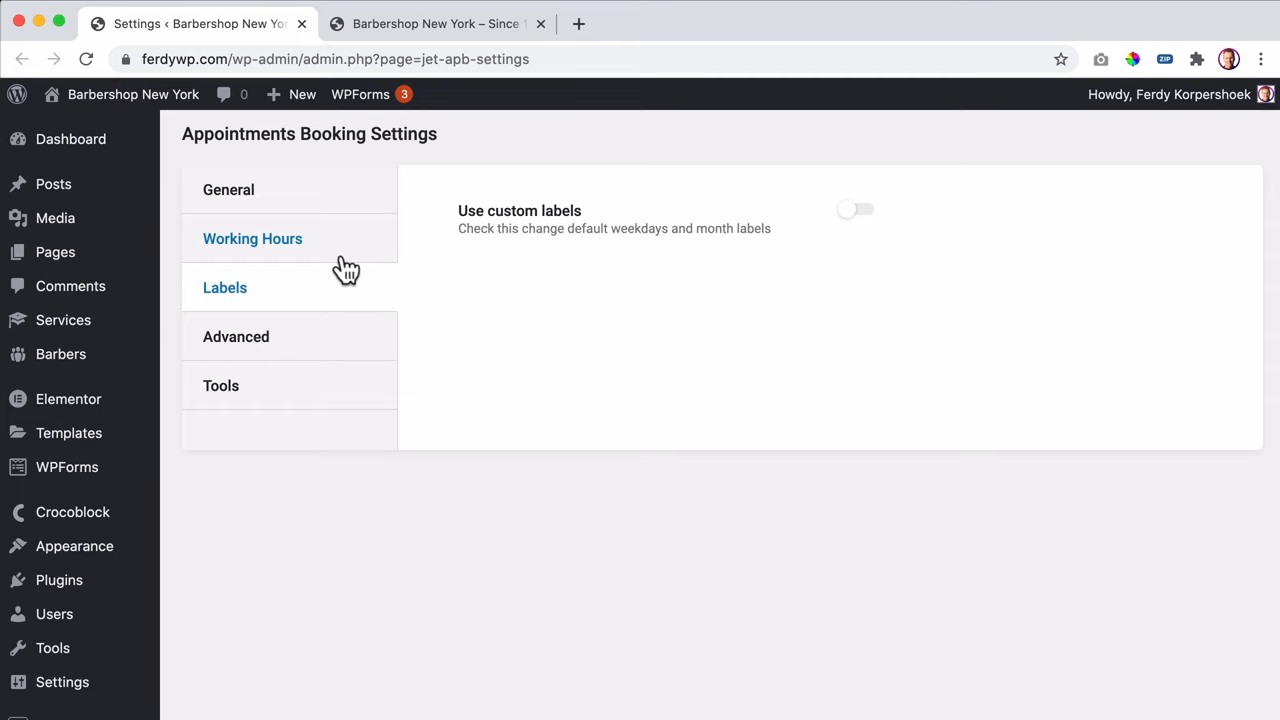 Settings ‹ Barbershop New Yor
Barbershop New York – Since 1
ferdywp.com/wp-admin/admin.php?page=jet-apb-settings
ZIP
Barbershop New York
0
New
WPForms
3
Howdy, Ferdy Korpershoek
Dashboard
Posts
Media
Pages
Comments
Services
Barbers
Elementor
Templates
WPForms
Crocoblock
Appearance
Plugins
Users
Tools
Settings
Appointments Booking Settings
General
Working Hours
Labels
Advanced
Tools
Use custom labels
Check this change default weekdays and month labels